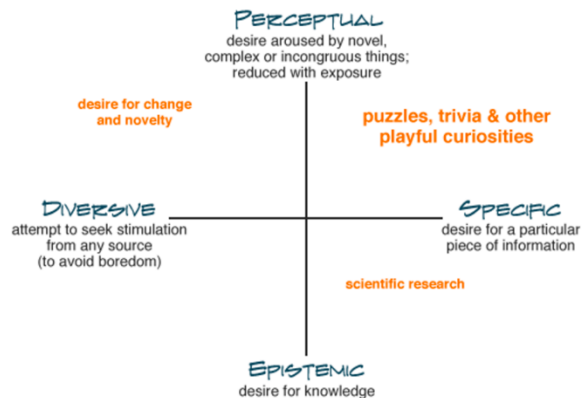 PERCEPTUAL
desire aroused by novel,
complex or incongruous things;
reduced with exposure
desire for change
and novelty
puzzles, trivia & other
playful curiosities
DIVERSIVE
attempt to seek stimulation
from any source
(to avoid boredom)
SPECIFIC
desire for a particular
piece of information
scientific research
EPISTEMIC
desire for knowledge